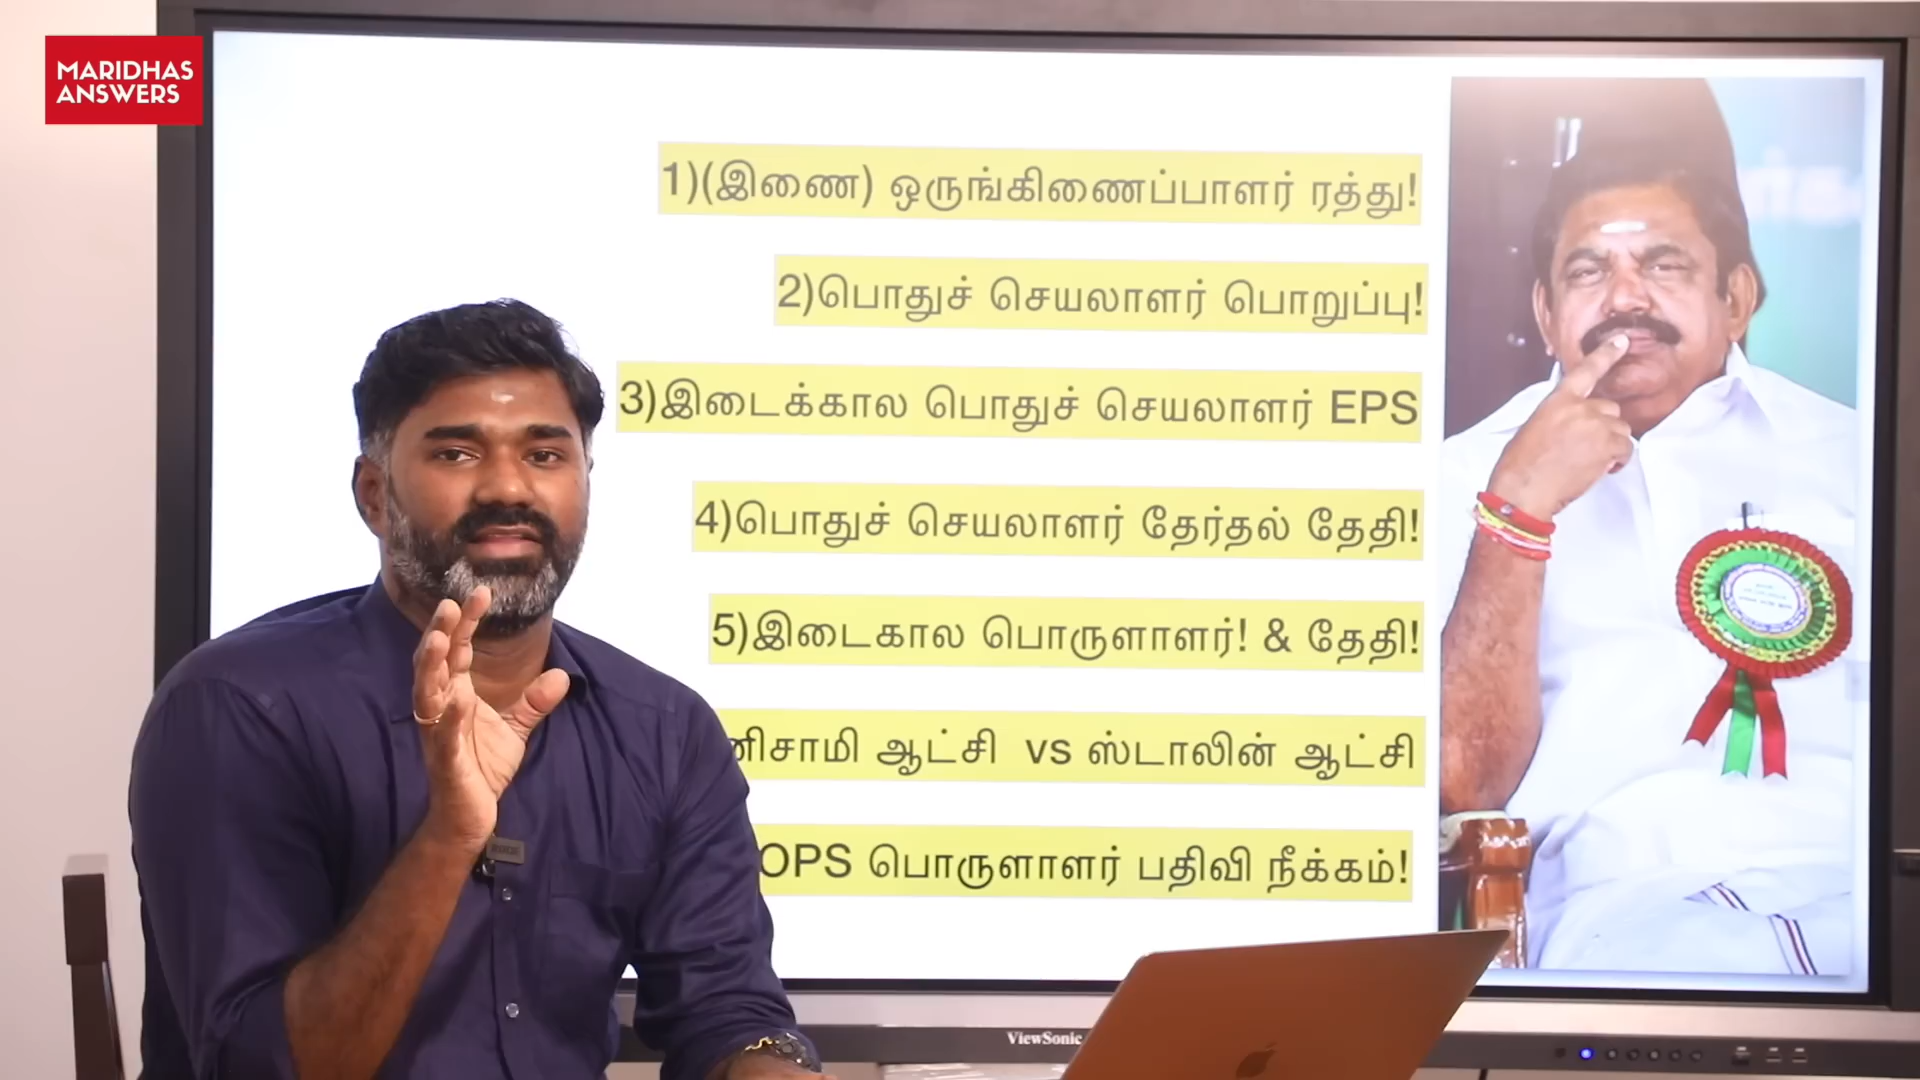 MARIDHAS
ANSWERS
1)(இணை) ஒருங்கிணைப்பாளர் ரத்து!
2)பொதுச் செயலாளர் பொறுப்பு!
3)இடைக்கால பொதுச் செயலாளர் EPS
4)பொதுச் செயலாளர் தேர்தல் தேதி!
5)இடைகால பொருளாளர்! & தேதி!
னிசாமி ஆட்சி vs ஸ்டாலின் ஆட்சி
OPS பொருளாளர் பதிவி நீக்கம்!
ViewSonic